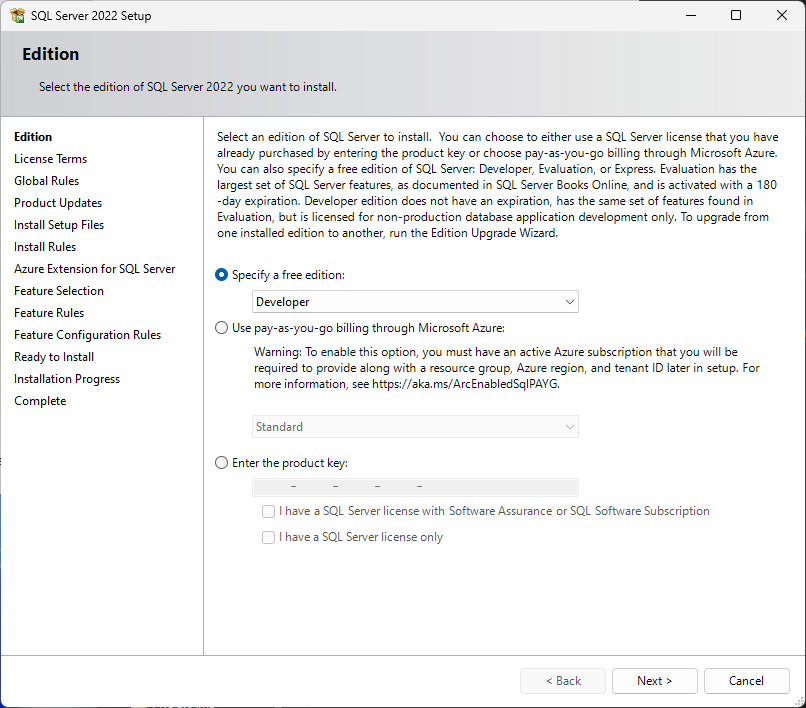 SQL Server 2022 Setup
Edition
Select the edition of SQL Server 2022 you want to install.
Edition
License Terms
Global Rules
Product Updates
Install Setup Files
Install Rules
Azure Extension for SQL Server
Feature Selection
Feature Rules
Feature Configuration Rules
Ready to Install
Installation Progress
Complete
Select an edition of SQL Server to install.  You can choose to either use a SQL Server license that you have
already purchased by entering the product key or choose pay-as-you-go billing through Microsoft Azure.
You can also specify a free edition of SQL Server: Developer, Evaluation, or Express. Evaluation has the
largest set of SQL Server features, as documented in SQL Server Books Online, and is activated with a 180
-day expiration. Developer edition does not have an expiration, has the same set of features found in
Evaluation, but is licensed for non-production database application development only. To upgrade from
one installed edition to another, run the Edition Upgrade Wizard.
Specify a free edition:
Developer
Use pay-as-you-go billing through Microsoft Azure:
Warning: To enable this option, you must have an active Azure subscription that you will be
required to provide along with a resource group, Azure region, and tenant ID later in setup. For
more information, see https://aka.ms/ArcEnabledSqlPAYG.
Standard
Enter the product key:
- - - -
I have a SQL Server license with Software Assurance or SQL Software Subscription
I have a SQL Server license only
< Back
Next >
Cancel